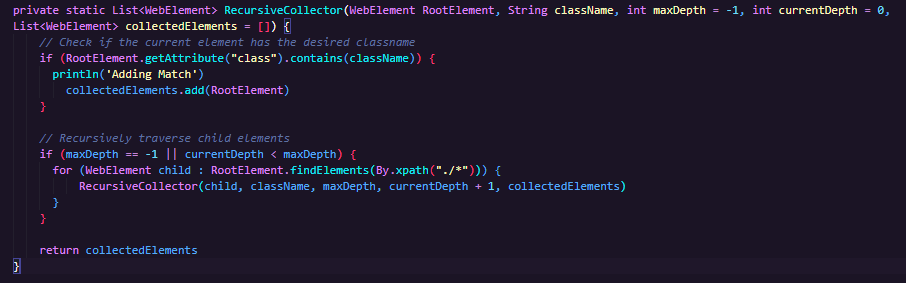 private static List<WebElement> RecursiveCollector(WebElement RootElement, String className, int maxDepth = -1, int currentDepth = 0,
List<WebElement> collectedElements = []) {
// Check if the current element has the desired classname
if (RootElement.getAttribute("class").contains(className)) {
println('Adding Match')
collectedElements.add(RootElement)
}
// Recursively traverse child elements
if (maxDepth == -1 || currentDepth < maxDepth) {
for (WebElement child : RootElement.findElements(By.xpath("./*"))) {
RecursiveCollector(child, className, maxDepth, currentDepth + 1, collectedElements)
}
}
return collectedElements
}